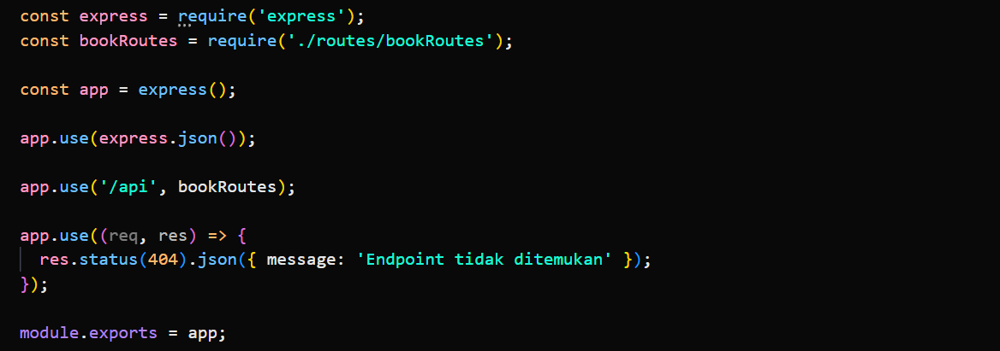 const express = require('express');
const bookRoutes = require('./routes/bookRoutes');
const app = express();
app.use(express.json());
app.use('/api', bookRoutes);
app.use((req, res) => {
  res.status(404).json({ message: 'Endpoint tidak ditemukan' });
});
module.exports = app;